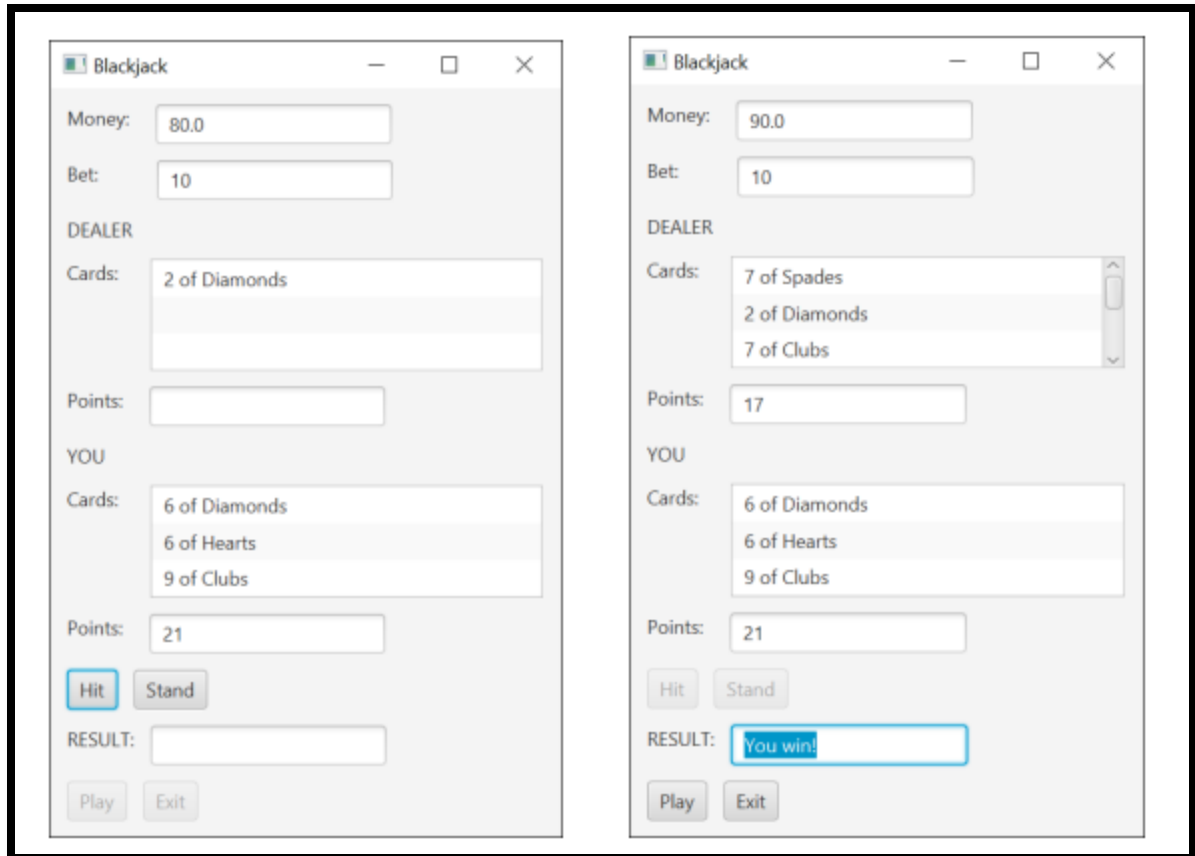 Blackjack
Money: 80.0
Bet: 10
DEALER
Cards: 2 of Diamonds
Points:
YOU
Cards: 6 of Diamonds
6 of Hearts
9 of Clubs
Points: 21
Hit Stand
RESULT:
Play Exit
Blackjack
Money: 90.0
Bet: 10
DEALER
Cards: 7 of Spades
2 of Diamonds
7 of Clubs
Points: 17
YOU
Cards: 6 of Diamonds
6 of Hearts
9 of Clubs
Points: 21
Hit Stand
RESULT: You win!
Play Exit